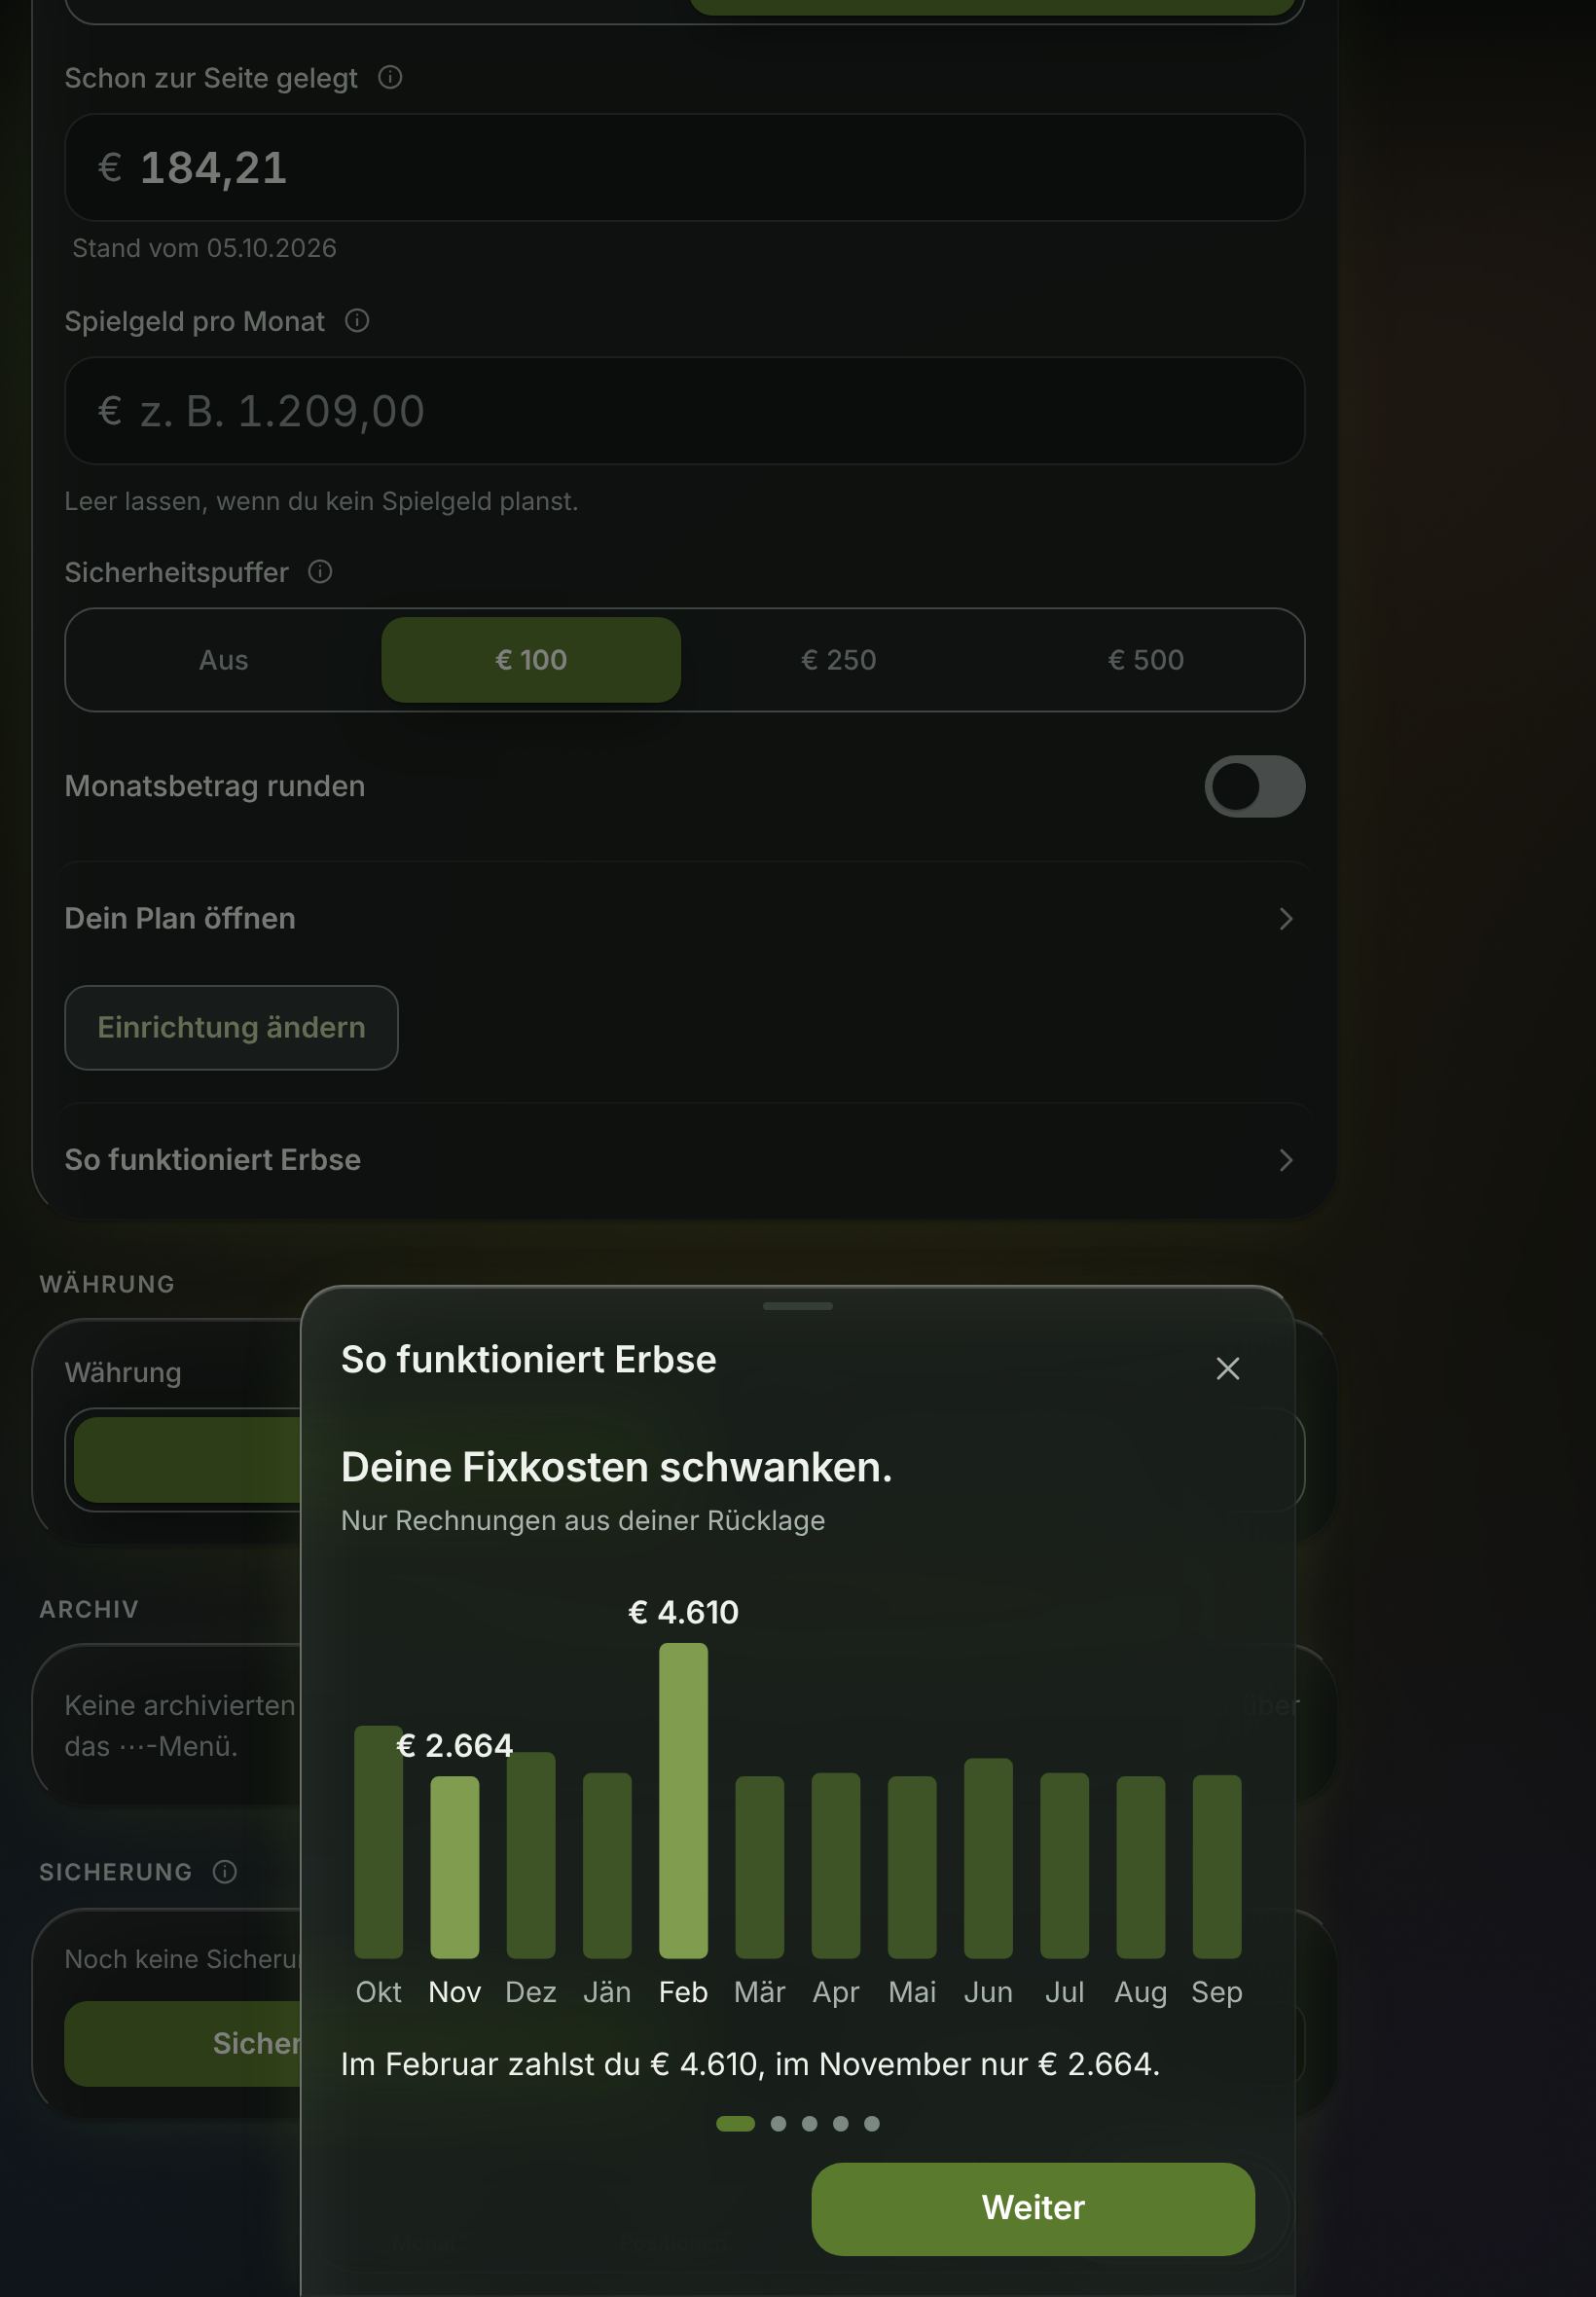 Schon zur Seite gelegt
€ 184,21
Stand vom 05.10.2026
Spielgeld pro Monat
€ z. B. 1.209,00
Leer lassen, wenn du kein Spielgeld planst.
Sicherheitspuffer
Aus € 100 € 250 € 500
Monatsbetrag runden
Dein Plan öffnen
Einrichtung ändern
So funktioniert Erbse
WÄHRUNG
Währung
ARCHIV
Keine archivierten
das ···-Menü.
SICHERUNG
Noch keine
So funktioniert Erbse
Deine Fixkosten schwanken.
Nur Rechnungen aus deiner Rücklage
€ 4.610
€ 2.664
Okt Nov Dez Jän Feb Mär Apr Mai Jun Jul Aug Sep
Im Februar zahlst du € 4.610, im November nur € 2.664.
Weiter